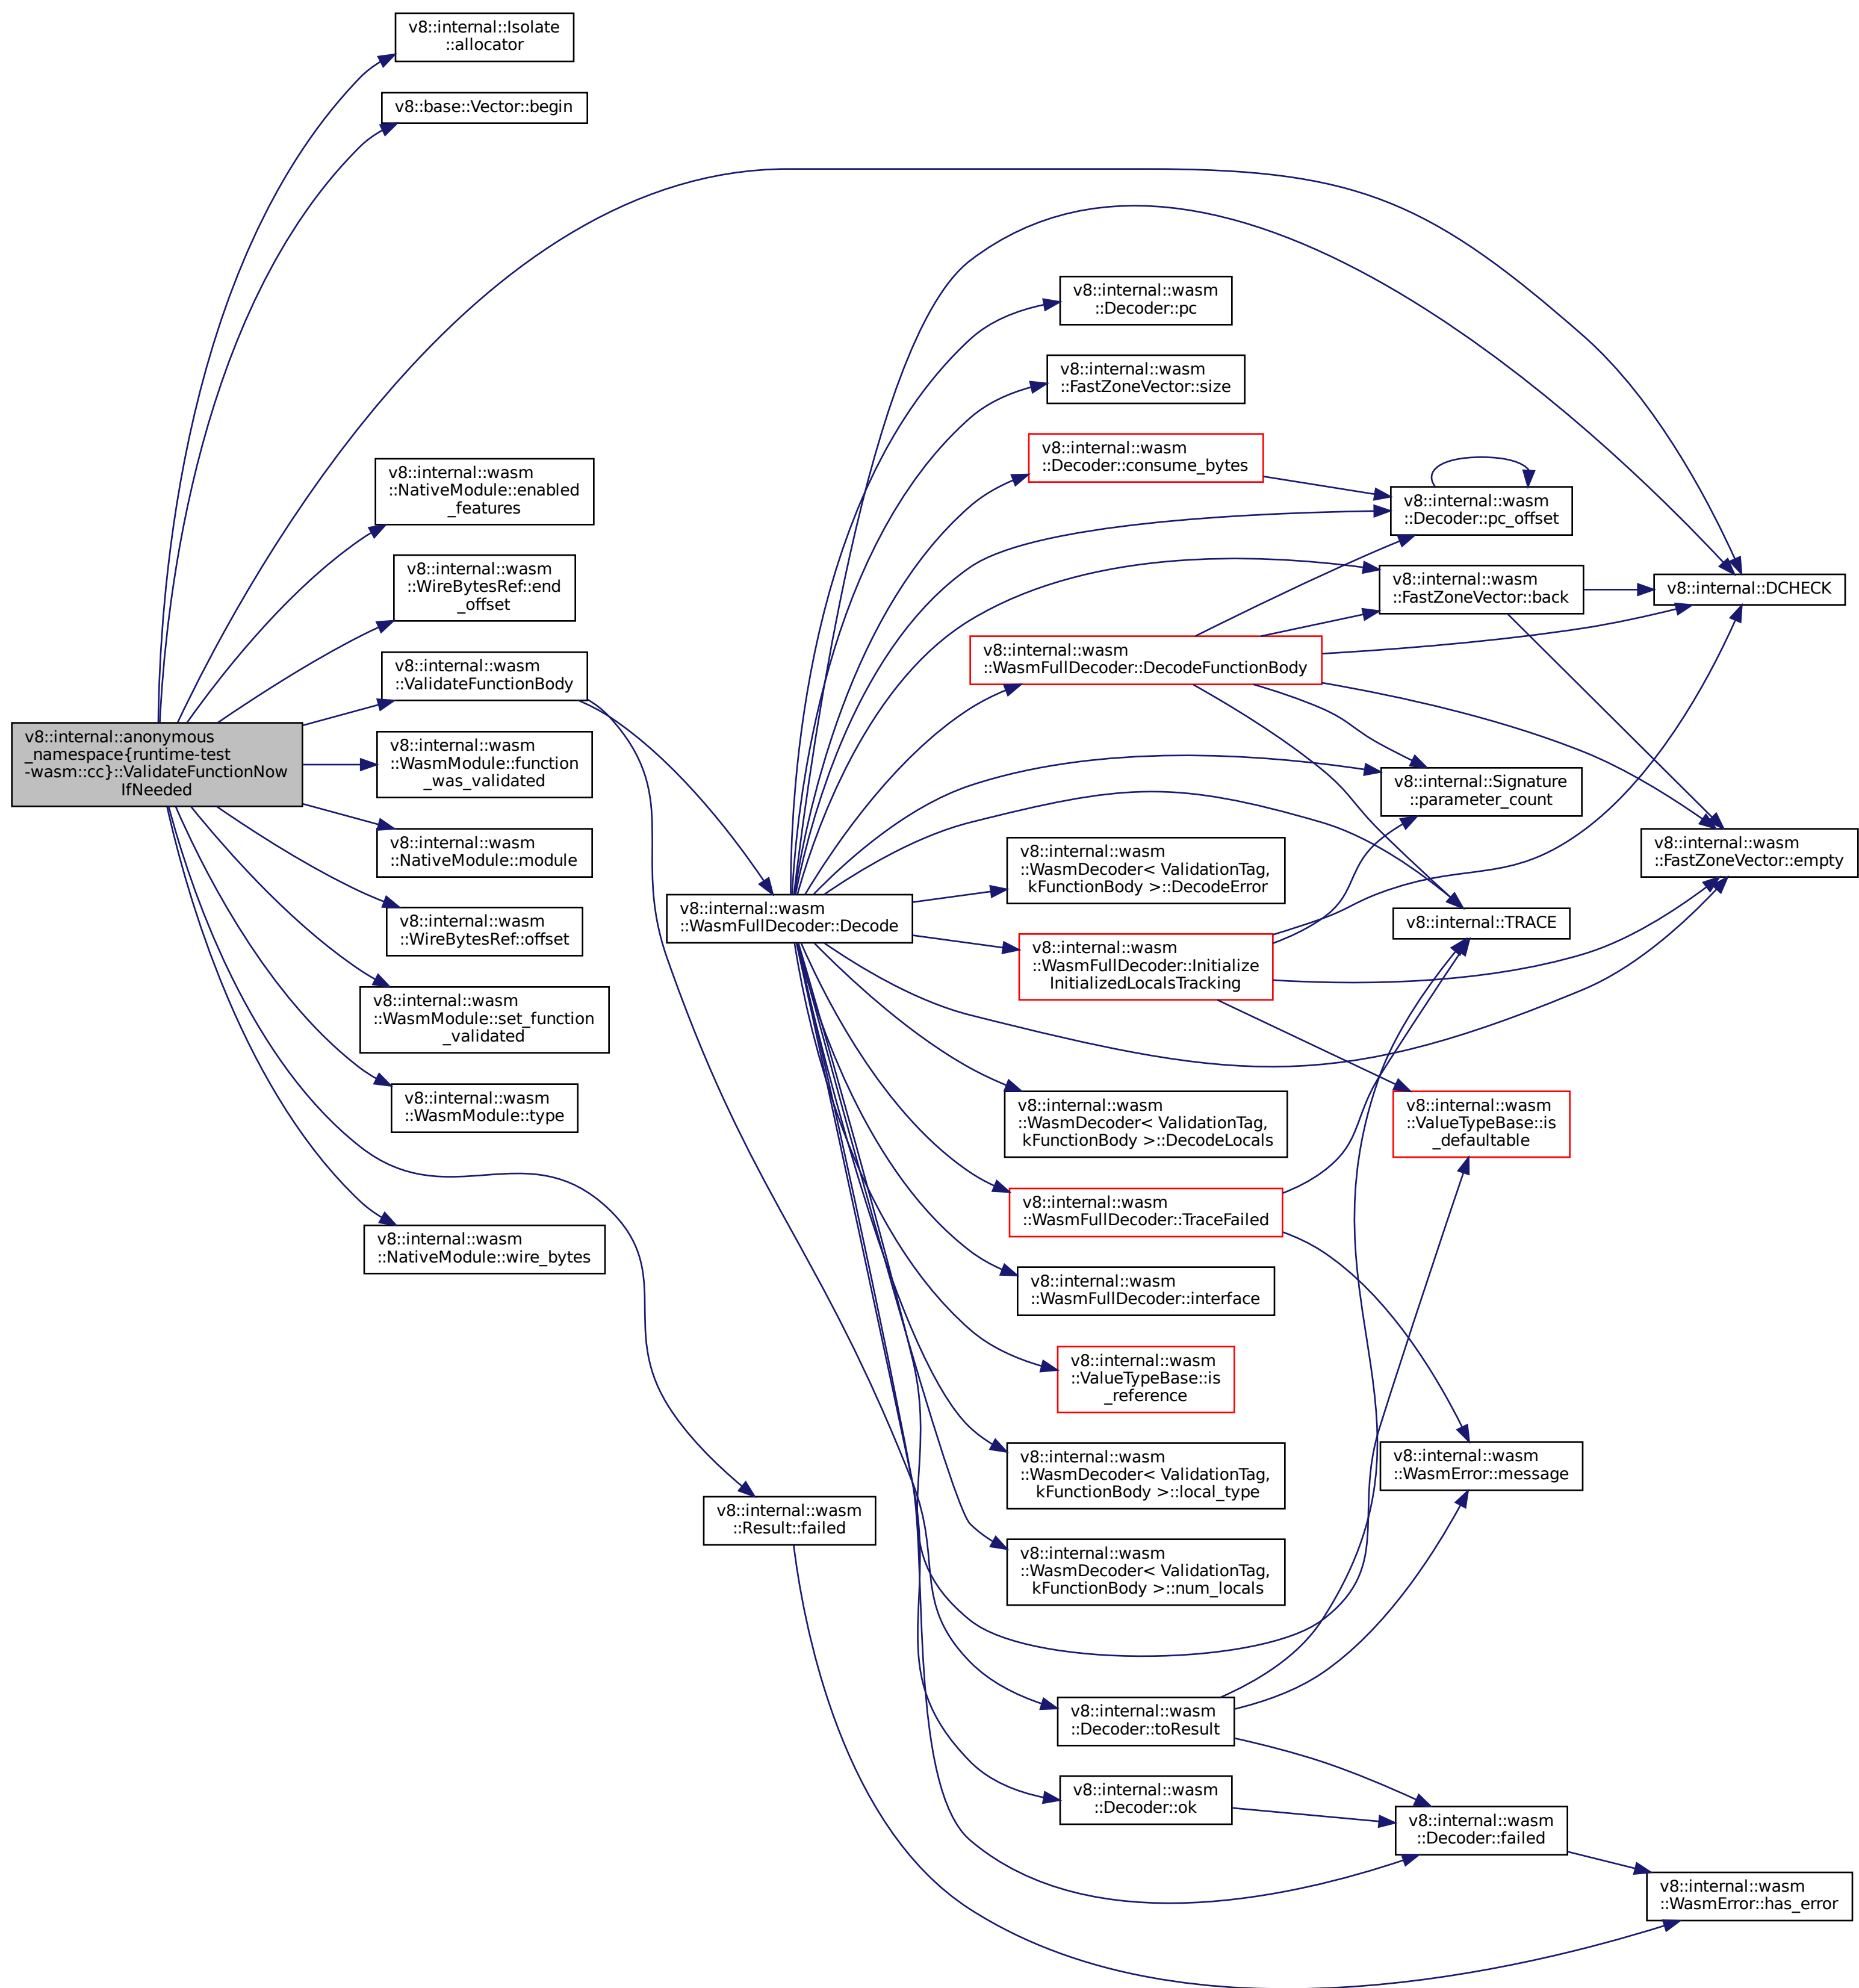 v8::internal::Isolate
::allocator
v8::base::Vector::begin
v8::internal::wasm
::NativeModule::enabled
_features
v8::internal::wasm
::WireBytesRef::end
_offset
v8::internal::wasm
::ValidateFunctionBody
v8::internal::anonymous
_namespace{runtime-test
-wasm::cc}::ValidateFunctionNow
IfNeeded
v8::internal::wasm
::WasmModule::function
_was_validated
v8::internal::wasm
::NativeModule::module
v8::internal::wasm
::WireBytesRef::offset
v8::internal::wasm
::WasmModule::set_function
_validated
v8::internal::wasm
::WasmModule::type
v8::internal::wasm
::NativeModule::wire_bytes
v8::internal::wasm
::WasmFullDecoder::Decode
v8::internal::wasm
::Result::failed
v8::internal::wasm
::Decoder::pc
v8::internal::wasm
::FastZoneVector::size
v8::internal::wasm
::Decoder::consume_bytes
v8::internal::wasm
::WasmFullDecoder::DecodeFunctionBody
v8::internal::wasm
::WasmDecoder< ValidationTag,
kFunctionBody >::DecodeError
v8::internal::wasm
::WasmFullDecoder::Initialize
InitializedLocalsTracking
v8::internal::wasm
::WasmDecoder< ValidationTag,
kFunctionBody >::DecodeLocals
v8::internal::wasm
::WasmFullDecoder::TraceFailed
v8::internal::wasm
::WasmFullDecoder::interface
v8::internal::wasm
::ValueTypeBase::is
_reference
v8::internal::wasm
::WasmDecoder< ValidationTag,
kFunctionBody >::local_type
v8::internal::wasm
::WasmDecoder< ValidationTag,
kFunctionBody >::num_locals
v8::internal::wasm
::Decoder::toResult
v8::internal::wasm
::Decoder::ok
v8::internal::wasm
::Decoder::pc_offset
v8::internal::wasm
::FastZoneVector::back
v8::internal::Signature
::parameter_count
v8::internal::TRACE
v8::internal::wasm
::ValueTypeBase::is
_defaultable
v8::internal::wasm
::WasmError::message
v8::internal::wasm
::Decoder::failed
v8::internal::DCHECK
v8::internal::wasm
::FastZoneVector::empty
v8::internal::wasm
::WasmError::has_error